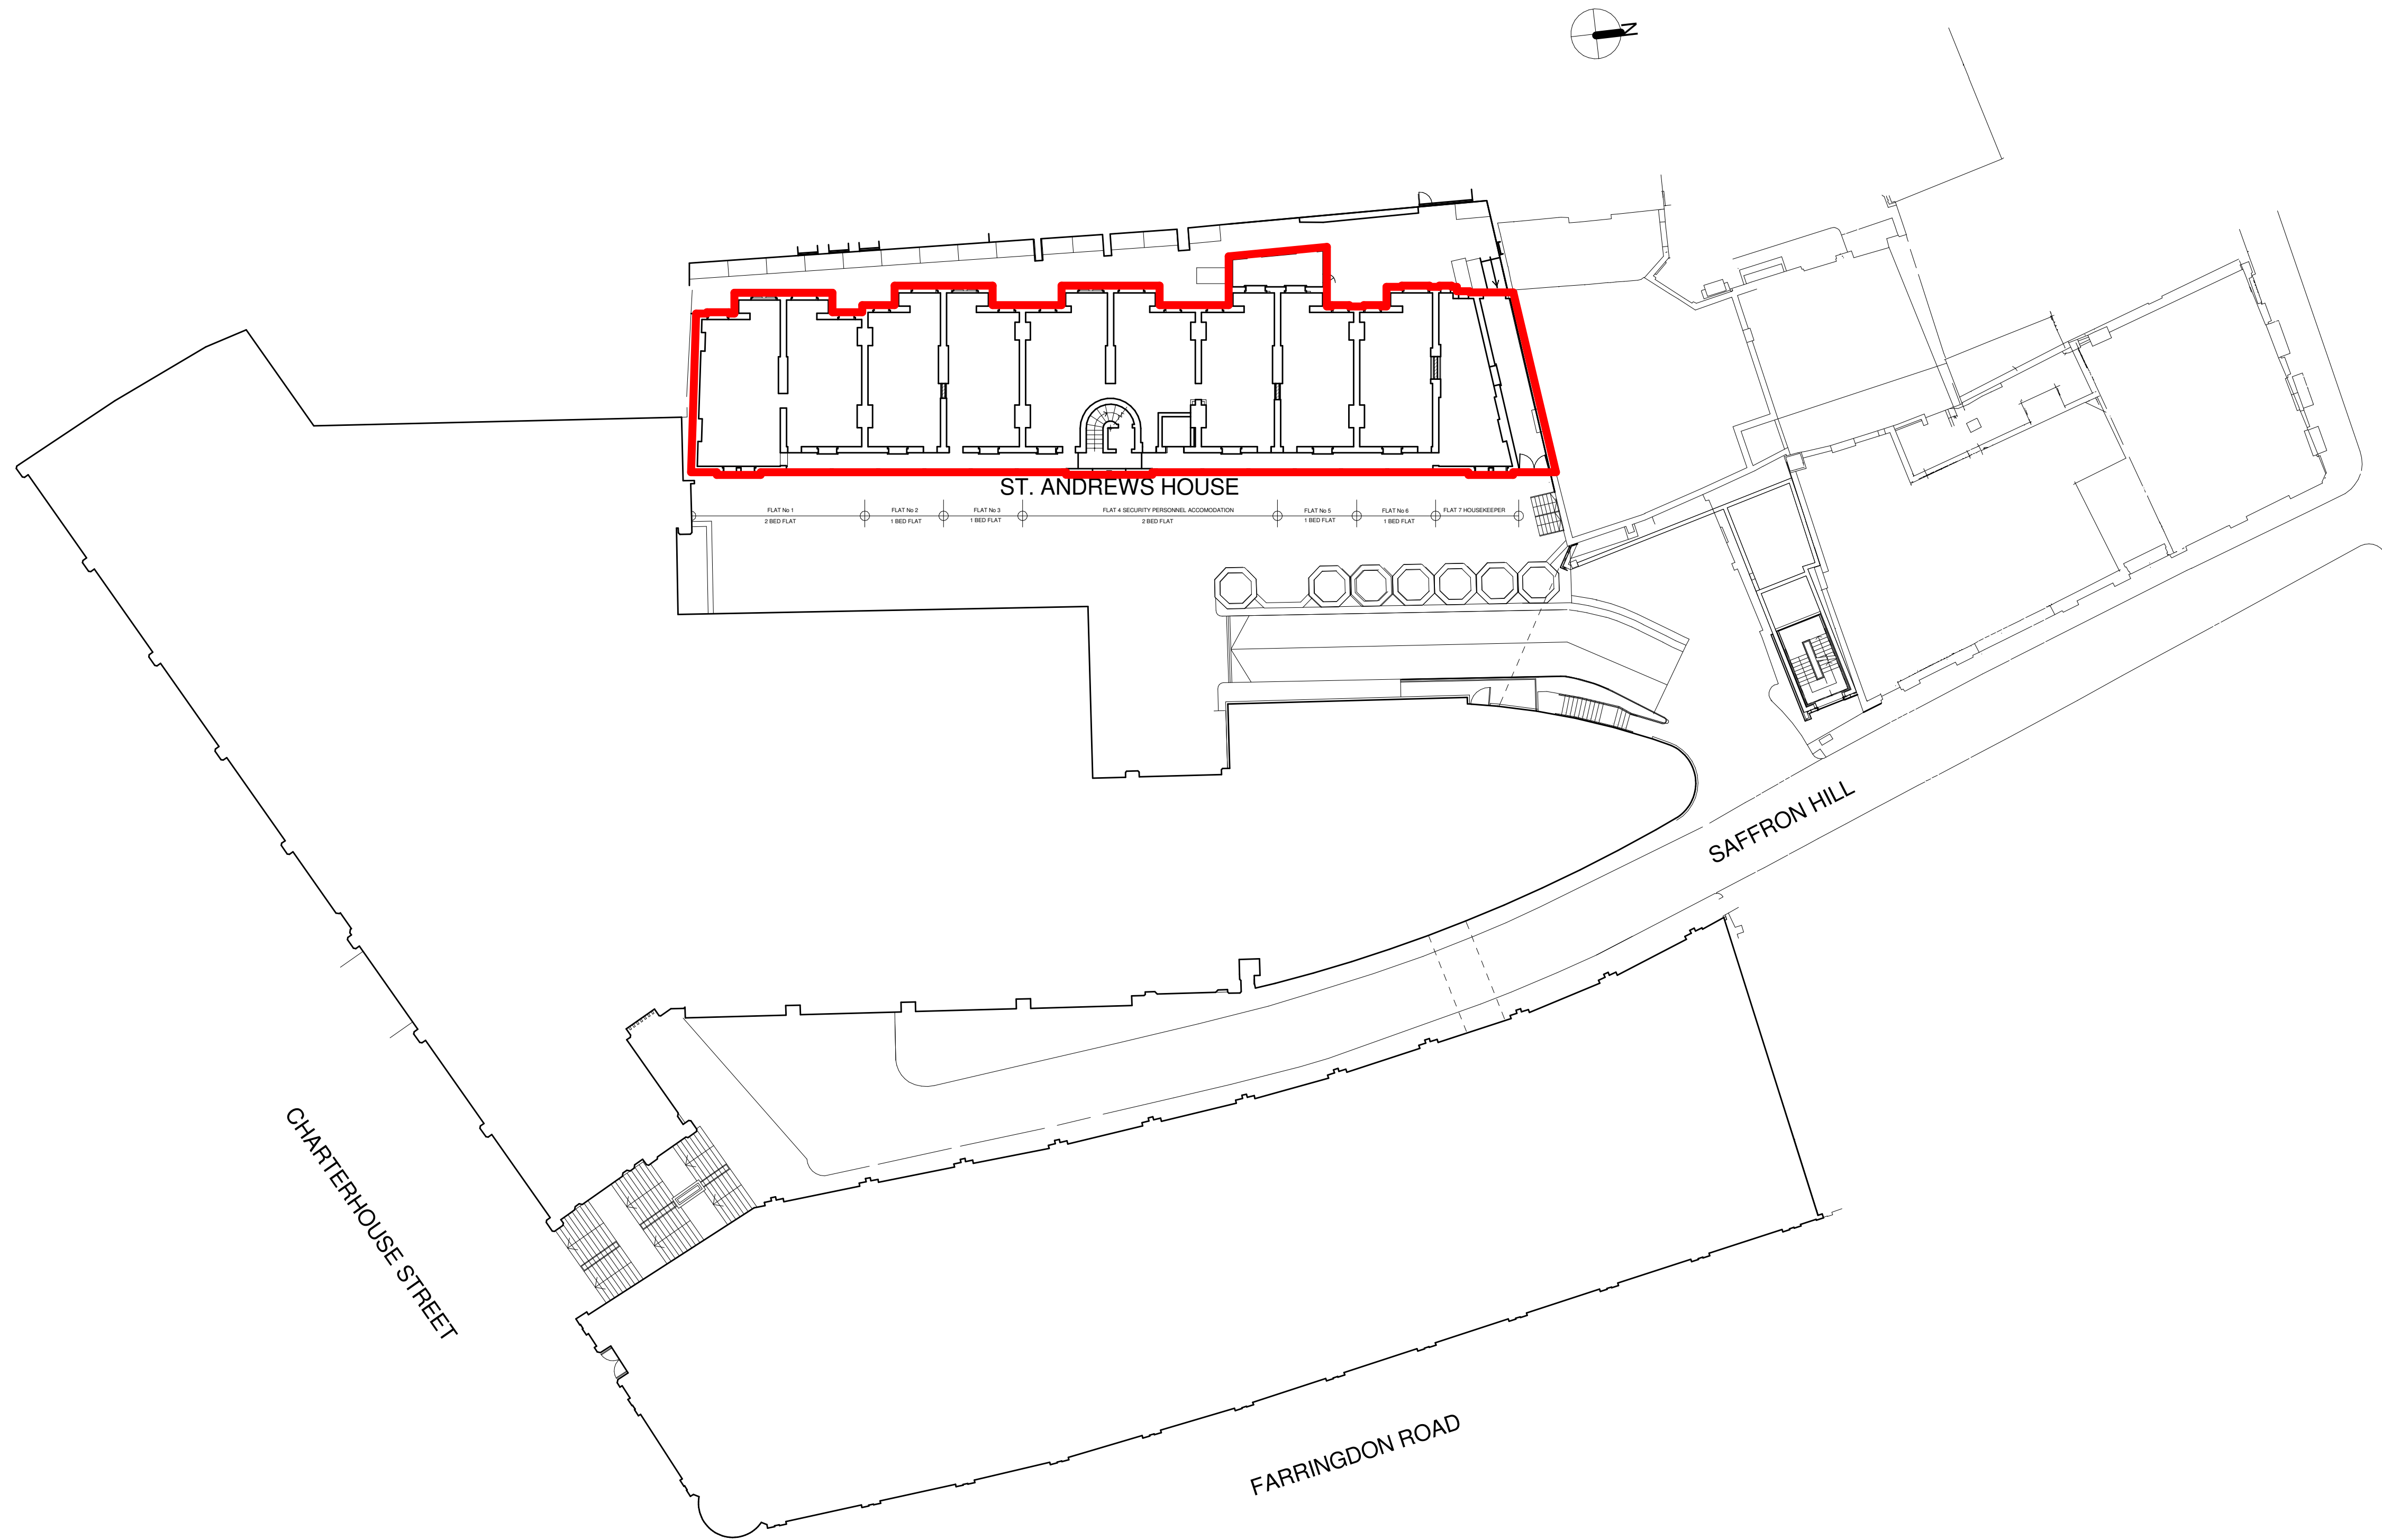 N
ST. ANDREWS HOUSE
FLAT No 1
2 BED FLAT
FLAT No 2
1 BED FLAT
FLAT No 3
1 BED FLAT
FLAT 4 SECURITY PERSONNEL ACCOMODATION
2 BED FLAT
FLAT No 5
1 BED FLAT
FLAT No 6
1 BED FLAT
FLAT 7 HOUSEKEEPER
SAFFRON HILL
CHARTERHOUSE STREET
FARRINGDON ROAD